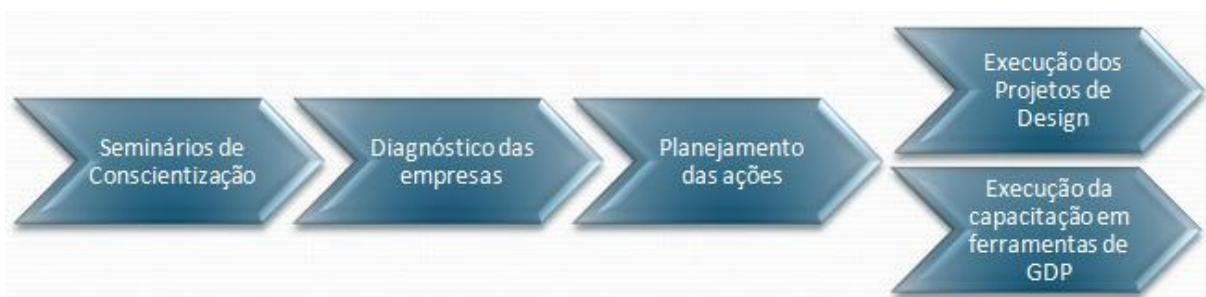 Seminários de
Conscientização
Diagnóstico das
empresas
Planejamento
das ações
Execução dos
Projetos de
Design
Execução da
capacitação em
ferramentas de
GDP